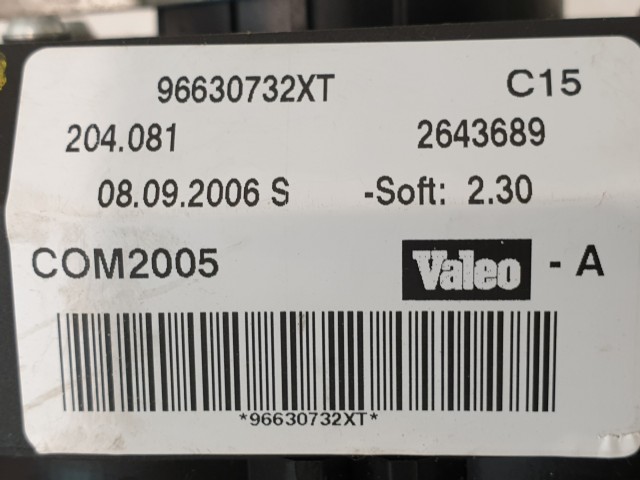 96630732XT C15
204.081 2643689
08.09.2006 S -Soft: 2.30
COM2005 Valeo - A
*96630732XT*